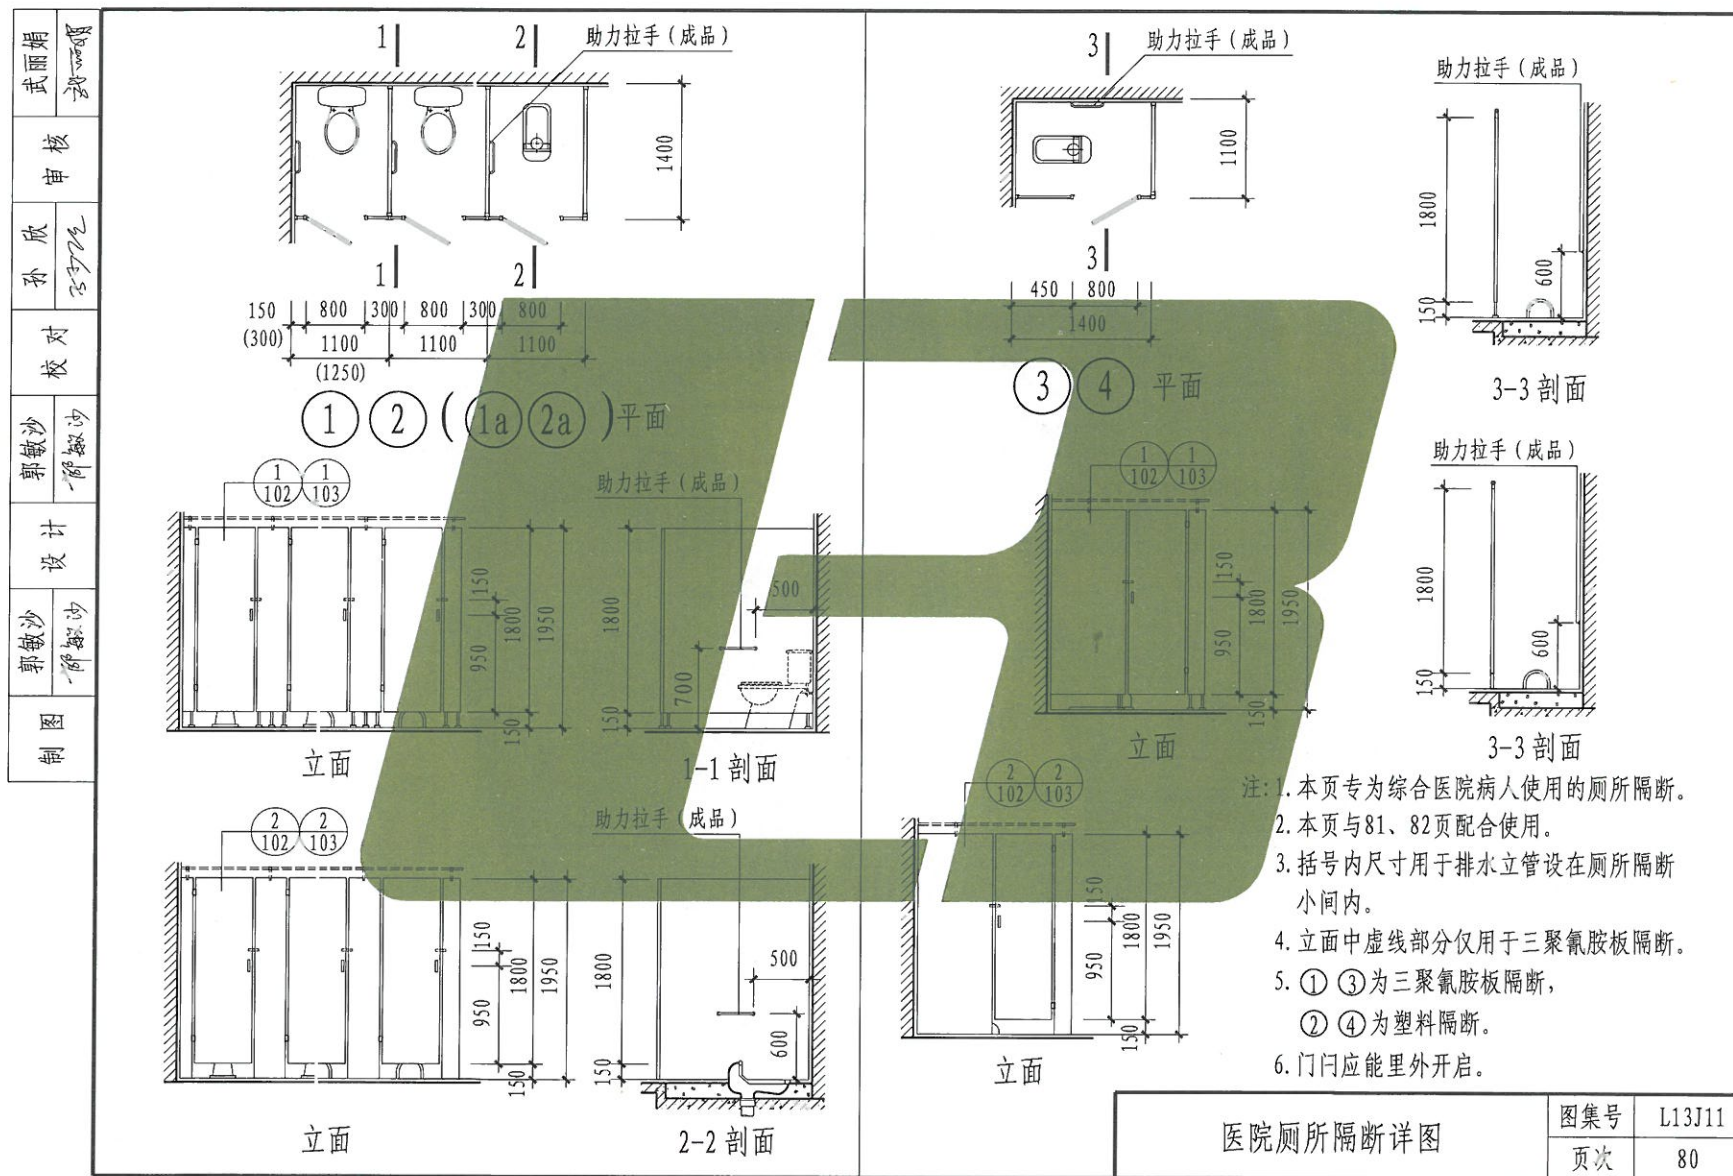 武丽娟
审核
孙欣
校对
郭敏沙
设计
郭敏沙
制图
1 2 助力拉手(成品)
1400
1 2
150 800 300 800 300 800
(300) 1100 1100 1100
(1250)
① ② ( 1a 2a ) 平面
3 助力拉手(成品)
1100
3
450 800
1400
③ ④ 平面
助力拉手(成品)
1800
600
150
3-3 剖面
1 1
102 103
150
1800
1950
950
150
立面
助力拉手(成品)
500
1800
700
150
1-1 剖面
1 1
102 103
150
1800
1950
950
150
立面
助力拉手(成品)
1800
600
150
3-3 剖面
2 2
102 103
150
1800
1950
950
150
立面
助力拉手(成品)
500
1800
600
150
2-2 剖面
2 2
102 103
150
1800
1950
950
150
立面
注: 1. 本页专为综合医院病人使用的厕所隔断。
2. 本页与81、82页配合使用。
3. 括号内尺寸用于排水立管设在厕所隔断
小间内。
4. 立面中虚线部分仅用于三聚氰胺板隔断。
5. ① ③为三聚氰胺板隔断,
② ④为塑料隔断。
6. 门闩应能里外开启。
医院厕所隔断详图
图集号 L13J11
页次 80